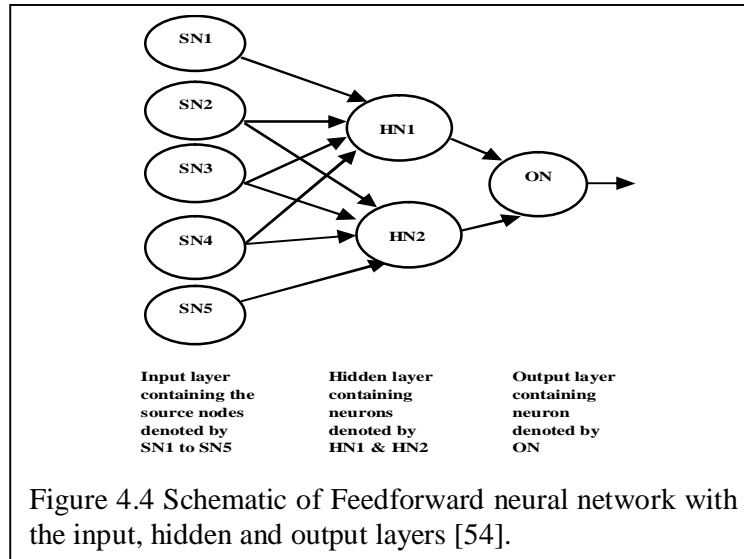 SN1
SN2
SN3
SN4
SN5
HN1
HN2
ON
Input layer
containing the
source nodes
denoted by
SN1 to SN5
Hidden layer
containing
neurons
denoted by
HN1 & HN2
Output layer
containing
neuron
denoted by
ON
Figure 4.4 Schematic of Feedforward neural network with
the input, hidden and output layers [54].